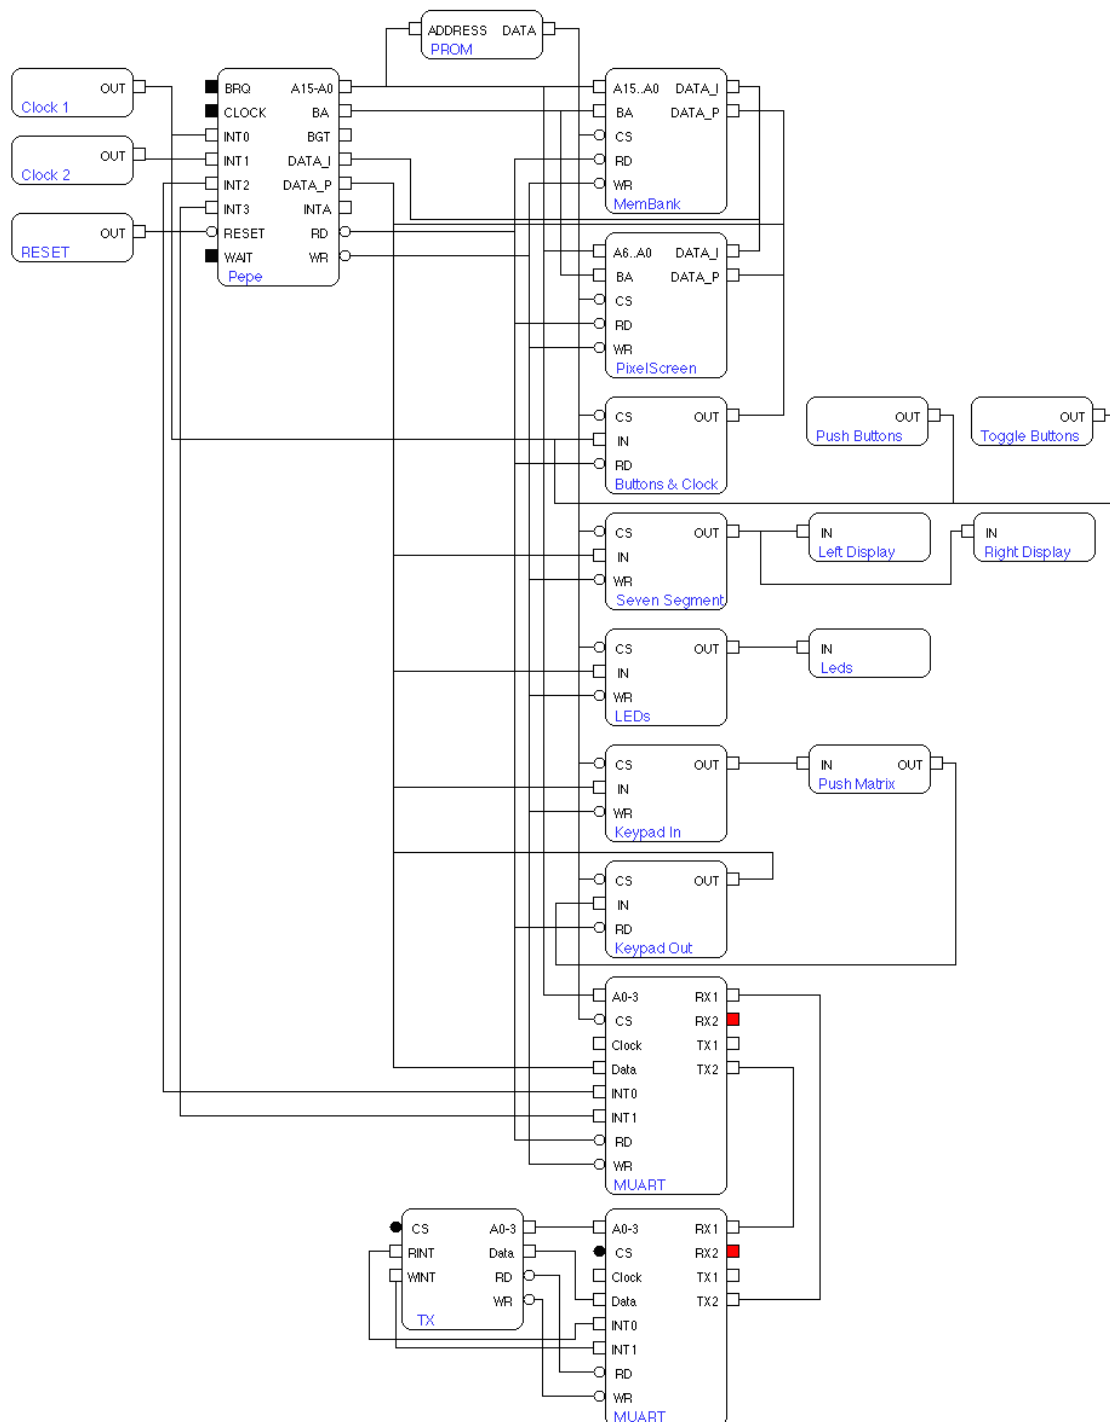 ADDRESS DATA
PROM
OUT
Clock 1
OUT
Clock 2
OUT
RESET
BRQ A15-A0
CLOCK BA
INT0 BGT
INT1 DATA_I
INT2 DATA_P
INT3 INTA
RESET RD
WAIT WR
Pepe
A15..A0 DATA_I
BA DATA_P
CS
RD
WR
MemBank
A6..A0 DATA_I
BA DATA_P
CS
RD
WR
PixelScreen
CS OUT
IN
RD
Buttons & Clock
OUT
Push Buttons
OUT
Toggle Buttons
CS OUT
IN
WR
Seven Segment
IN
Left Display
IN
Right Display
CS OUT
IN
WR
LEDs
IN
Leds
CS OUT
IN
WR
Keypad In
IN OUT
Push Matrix
CS OUT
IN
RD
Keypad Out
A0-3 RX1
CS RX2
Clock TX1
Data TX2
INT0
INT1
RD
WR
MUART
CS A0-3
RINT Data
WINT RD
WR
TX
A0-3 RX1
CS RX2
Clock TX1
Data TX2
INT0
INT1
RD
WR
MUART